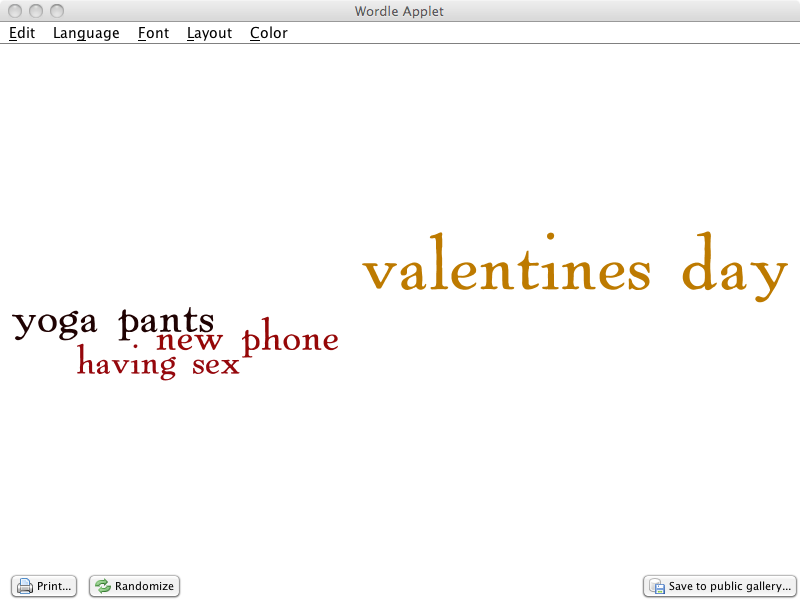 Wordle Applet
Edit Language Font Layout Color
valentines day
yoga pants
new phone
having sex
Print... Randomize Save to public gallery...